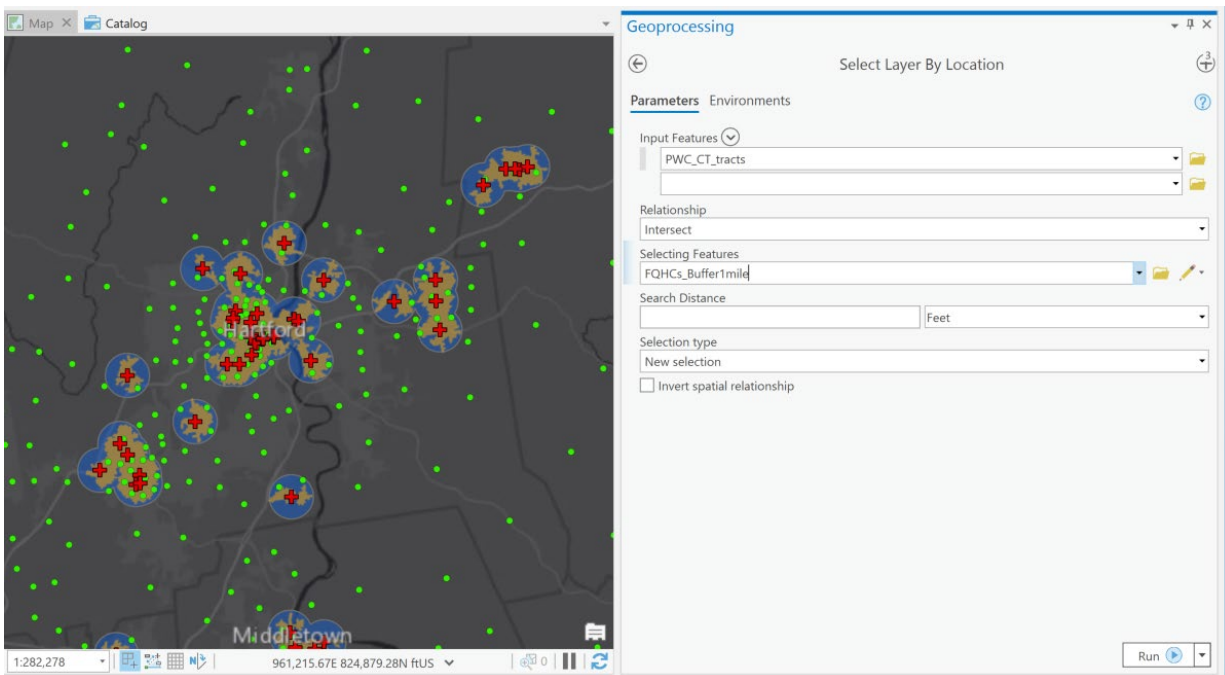 Map
Catalog
Hartford
Middletown
1:282,278
961,215.67E 824,879.28N ftUS
0
Geoprocessing
Select Layer By Location
3
Parameters Environments
?
Input Features
PWC_CT_tracts
Relationship
Intersect
Selecting Features
FQHCs_Buffer1mile
Search Distance
Feet
Selection type
New selection
Invert spatial relationship
Run